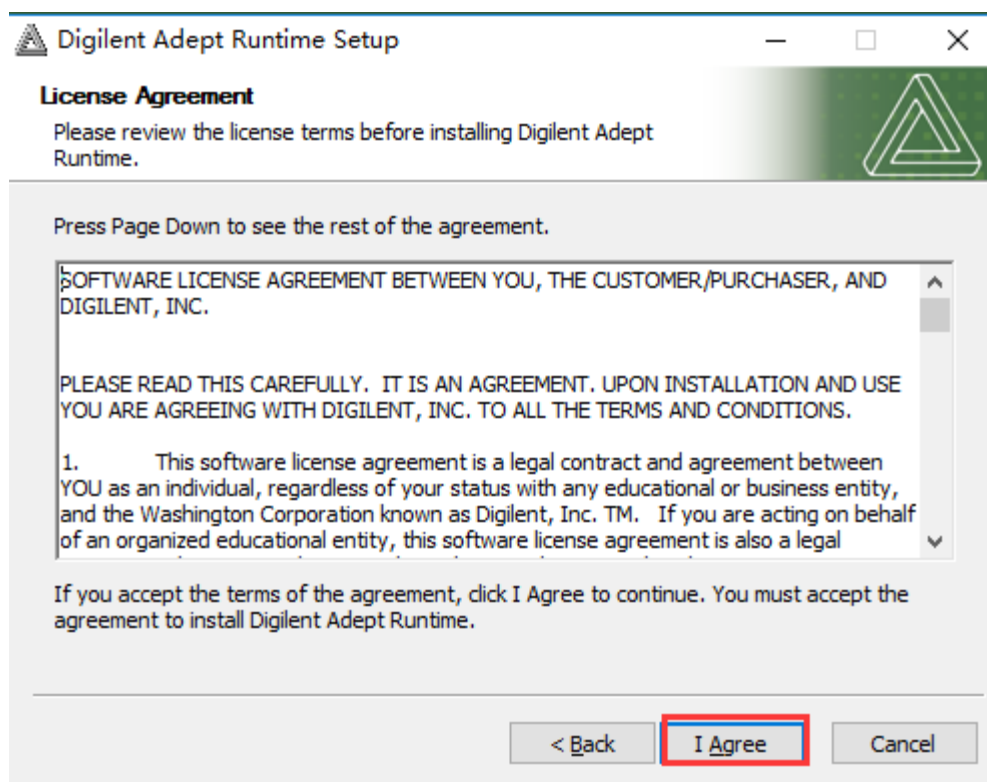 Digilent Adept Runtime Setup
License Agreement
Please review the license terms before installing Digilent Adept
Runtime.
Press Page Down to see the rest of the agreement.
SOFTWARE LICENSE AGREEMENT BETWEEN YOU, THE CUSTOMER/PURCHASER, AND
DIGILENT, INC.
PLEASE READ THIS CAREFULLY. IT IS AN AGREEMENT. UPON INSTALLATION AND USE
YOU ARE AGREEING WITH DIGILENT, INC. TO ALL THE TERMS AND CONDITIONS.
1. This software license agreement is a legal contract and agreement between
YOU as an individual, regardless of your status with any educational or business entity,
and the Washington Corporation known as Digilent, Inc. TM. If you are acting on behalf
of an organized educational entity, this software license agreement is also a legal
If you accept the terms of the agreement, click I Agree to continue. You must accept the
agreement to install Digilent Adept Runtime.
< Back
I Agree
Cancel